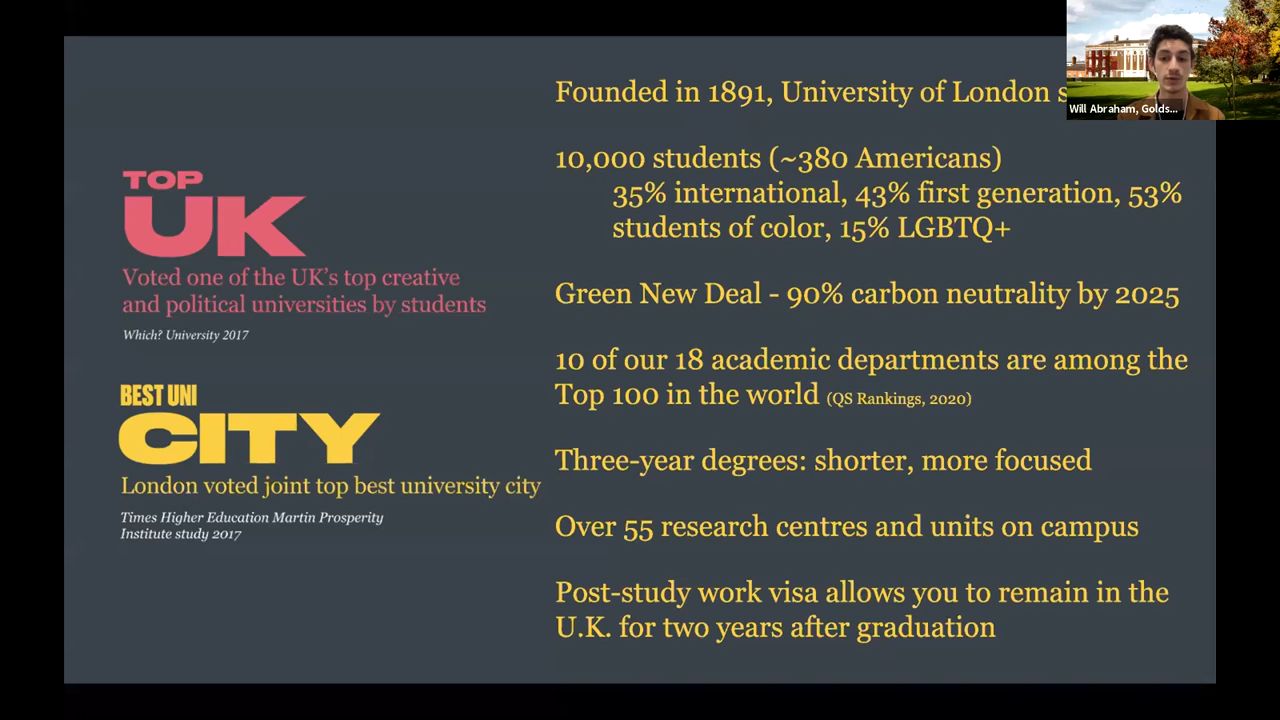 TOP
UK
Voted one of the UK's top creative
and political universities by students
Which? University 2017
BEST UNI
CITY
London voted joint top best university city
Times Higher Education Martin Prosperity
Institute study 2017
Founded in 1891, University of London
10,000 students (~380 Americans)
35% international, 43% first generation, 53%
students of color, 15% LGBTQ+
Green New Deal - 90% carbon neutrality by 2025
10 of our 18 academic departments are among the
Top 100 in the world (QS Rankings, 2020)
Three-year degrees: shorter, more focused
Over 55 research centres and units on campus
Post-study work visa allows you to remain in the
U.K. for two years after graduation
Will Abraham, Golds...